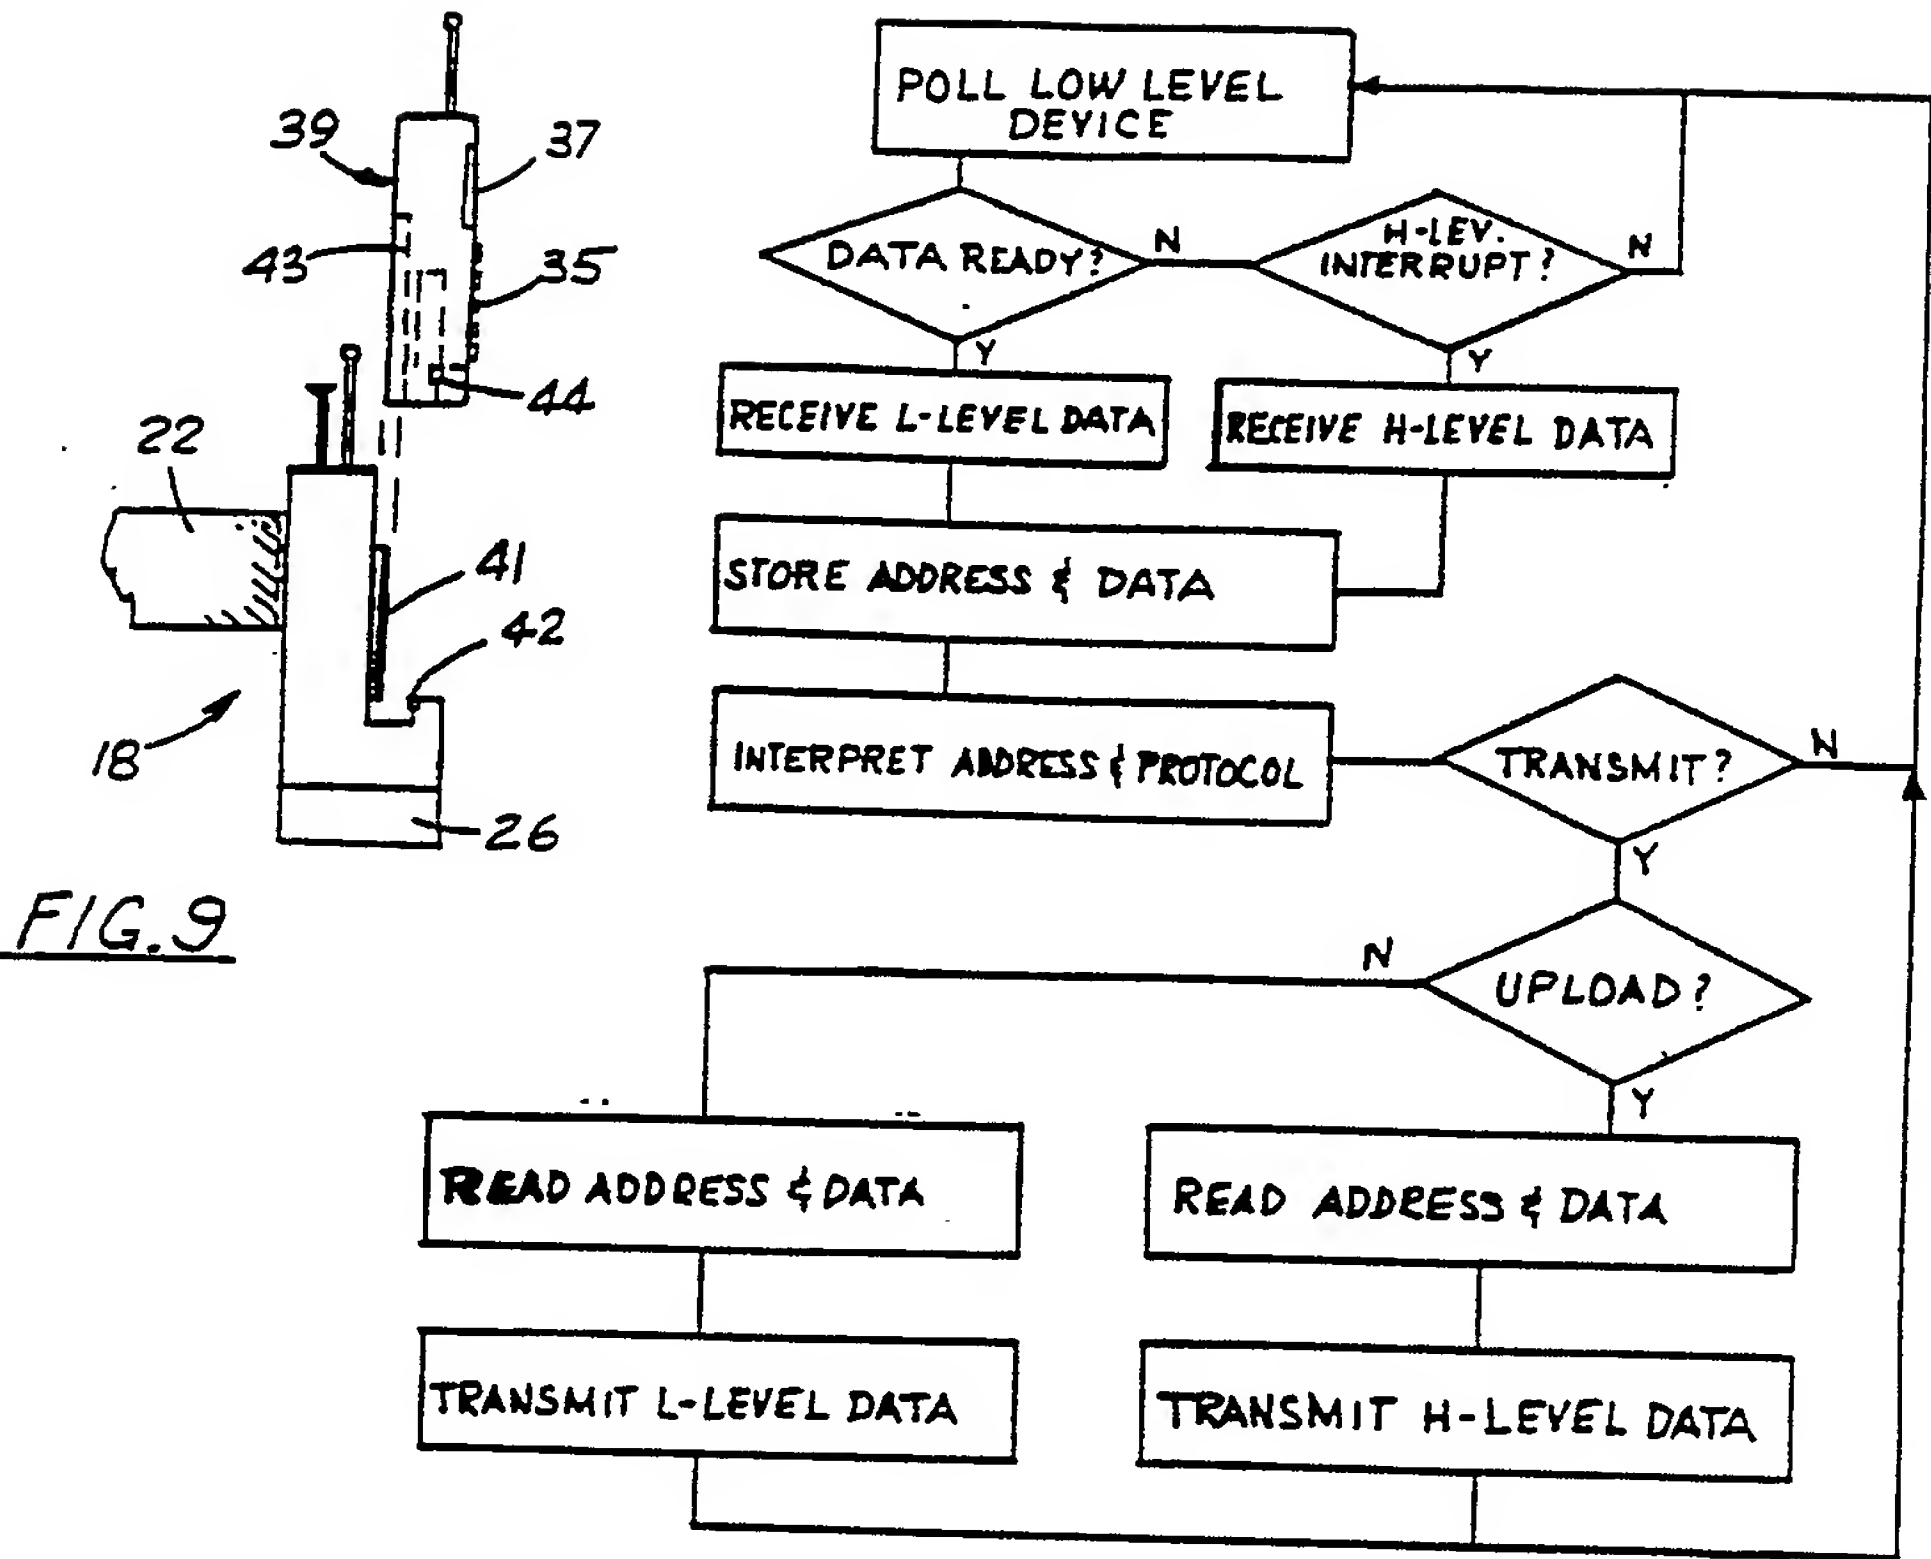 39
37
43
35
44
22
41
42
18
26
FIG.9
POLL LOW LEVEL
DEVICE
DATA READY?
N
H-LEV.
INTERRUPT?
N
Y
Y
RECEIVE L-LEVEL DATA
RECEIVE H-LEVEL DATA
STORE ADDRESS & DATA
INTERPRET ADDRESS & PROTOCOL
TRANSMIT?
N
Y
N
UPLOAD?
Y
READ ADDRESS & DATA
READ ADDRESS & DATA
TRANSMIT L-LEVEL DATA
TRANSMIT H-LEVEL DATA